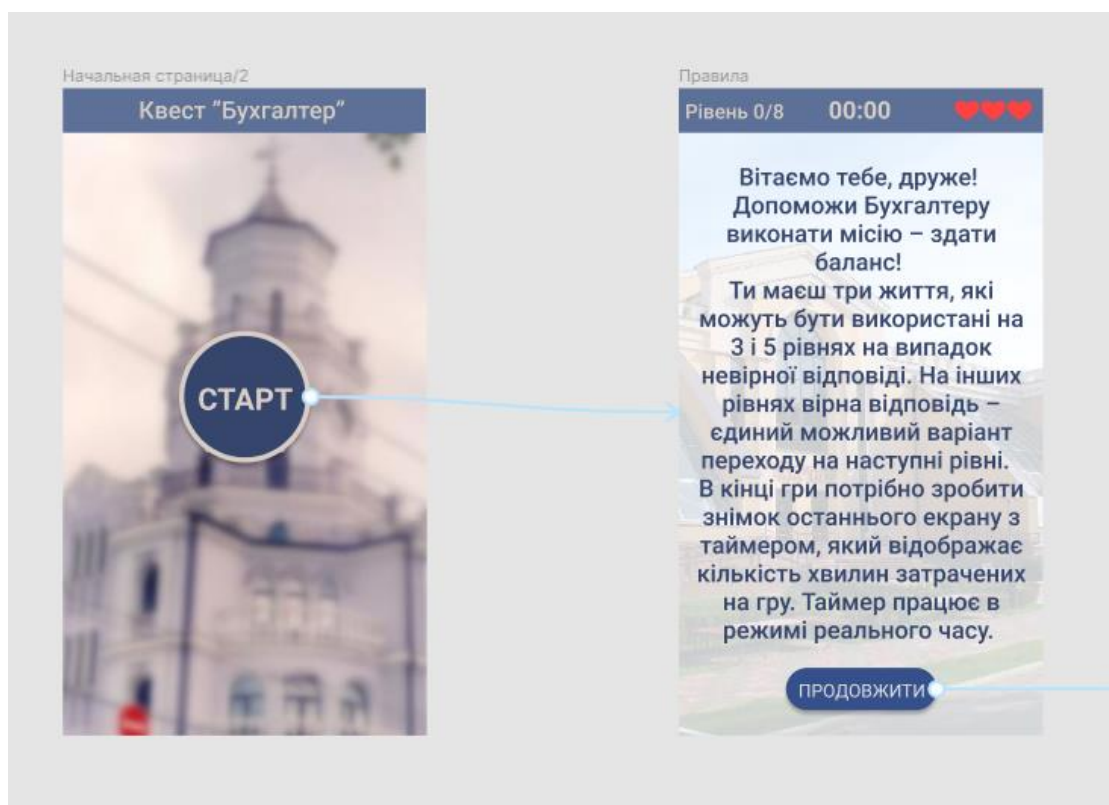 Начальная страница/2
Квест "Бухгалтер"
СТАРТ
Правила
Рівень 0/8 00:00
Вітаємо тебе, друже!
Допоможи Бухгалтеру
виконати місію – здати
баланс!
Ти маєш три життя, які
можуть бути використані на
3 і 5 рівнях на випадок
невірної відповіді. На інших
рівнях вірна відповідь –
єдиний можливий варіант
переходу на наступні рівні.
В кінці гри потрібно зробити
знімок останнього екрану з
таймером, який відображає
кількість хвилин затрачених
на гру. Таймер працює в
режимі реального часу.
ПРОДОВЖИТИ